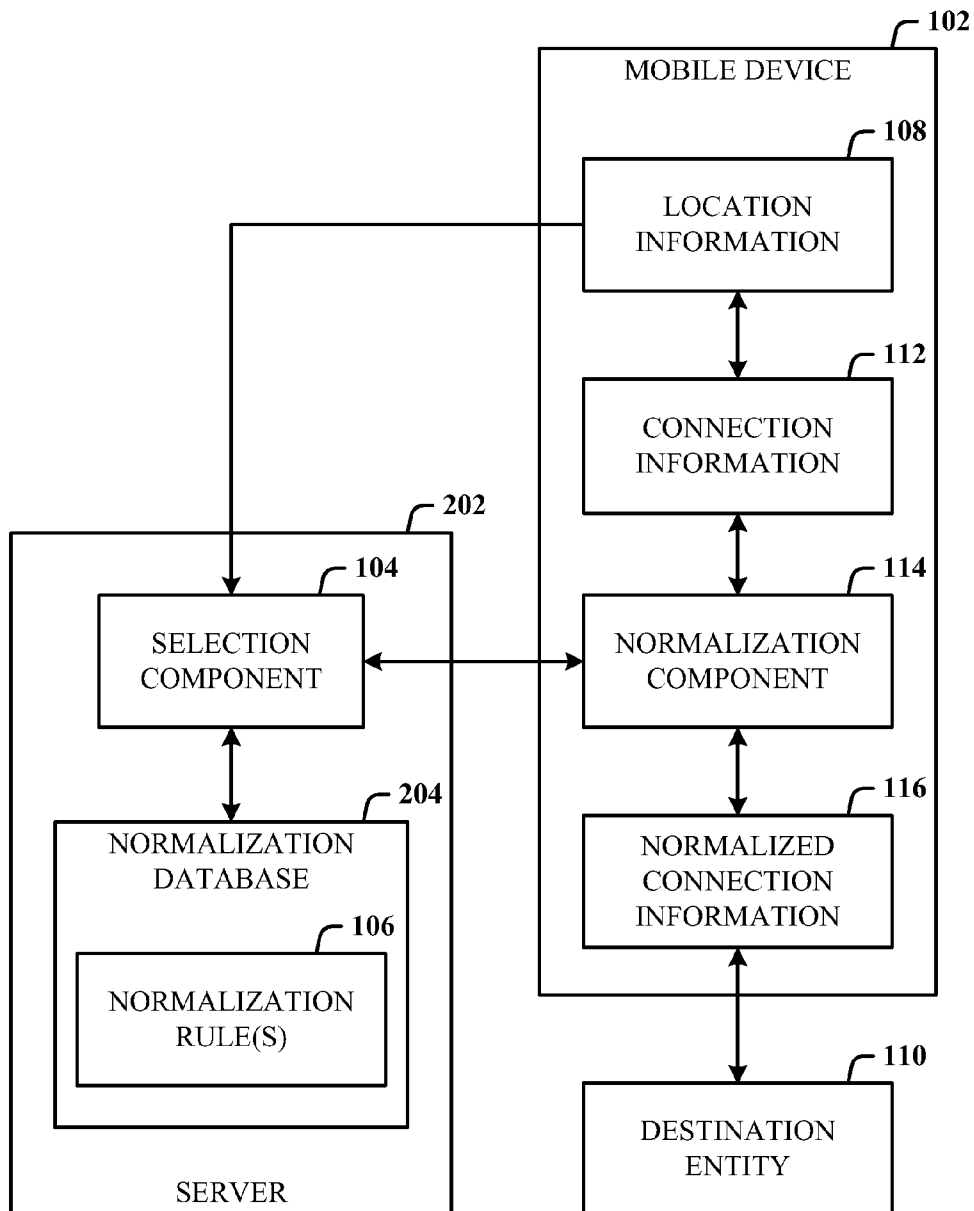 102
MOBILE DEVICE
108
LOCATION
INFORMATION
112
CONNECTION
INFORMATION
202
104
SELECTION
COMPONENT
114
NORMALIZATION
COMPONENT
204
NORMALIZATION
DATABASE
116
NORMALIZED
CONNECTION
INFORMATION
106
NORMALIZATION
RULE(S)
110
DESTINATION
ENTITY
SERVER